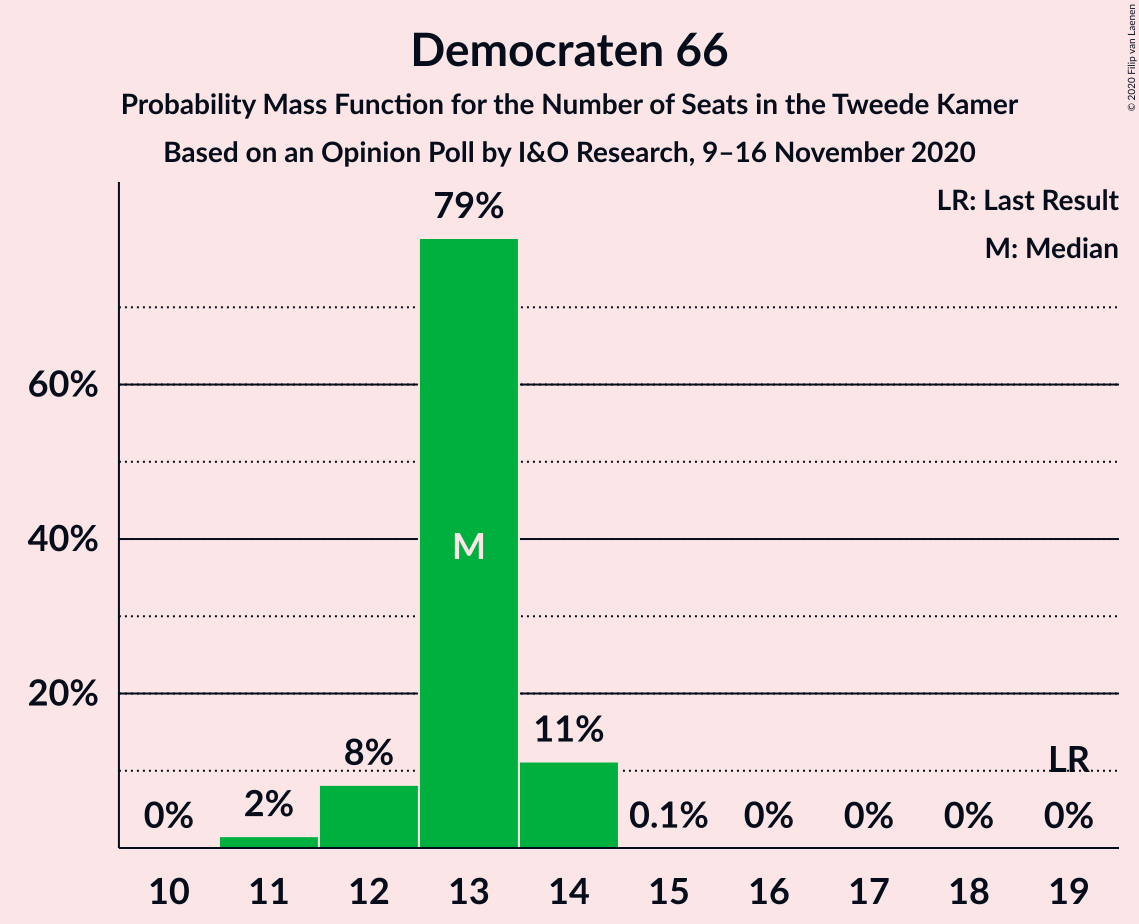 Democraten 66
Probability Mass Function for the Number of Seats in the Tweede Kamer
Based on an Opinion Poll by I&O Research, 9–16 November 2020
© 2020 Filip van Laenen
LR: Last Result
M: Median
79%
60%
40%
M
20%
11%
8%
LR
2%
0%
0.1%
0%
0%
0%
0%
10 11 12 13 14 15 16 17 18 19